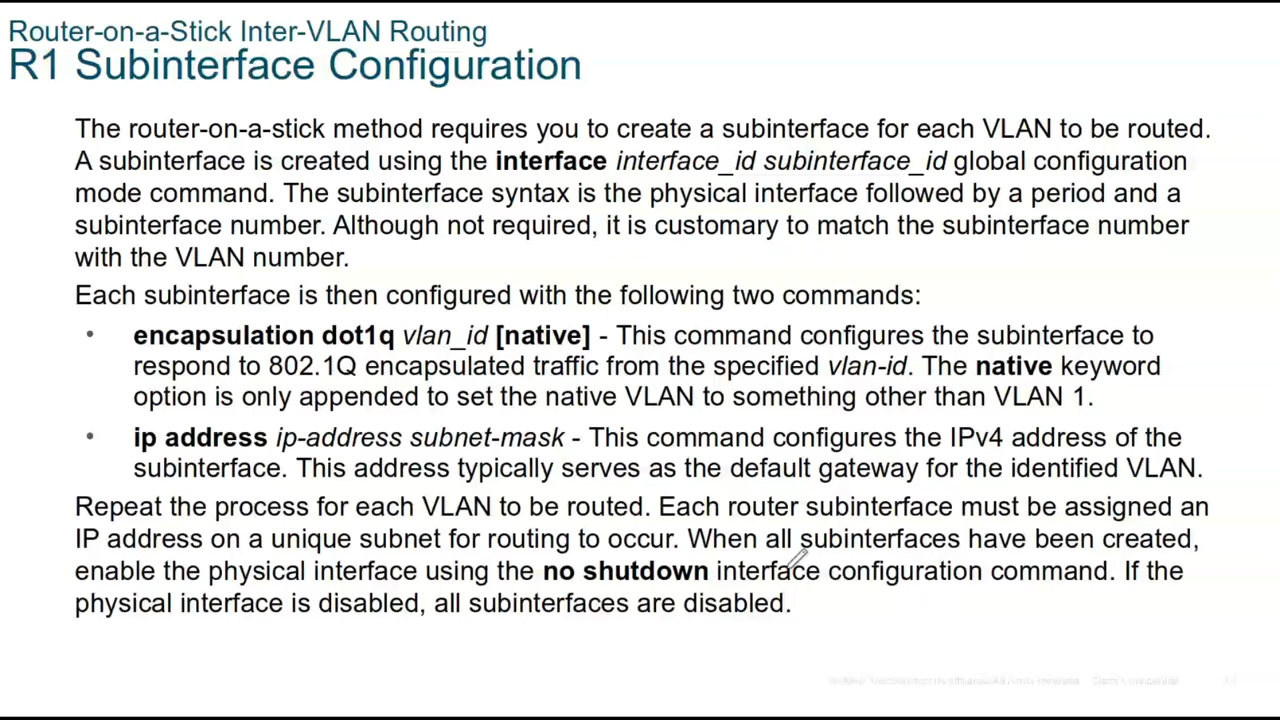 Router-on-a-Stick Inter-VLAN Routing
R1 Subinterface Configuration
The router-on-a-stick method requires you to create a subinterface for each VLAN to be routed.
A subinterface is created using the interface interface_id subinterface_id global configuration
mode command. The subinterface syntax is the physical interface followed by a period and a
subinterface number. Although not required, it is customary to match the subinterface number
with the VLAN number.
Each subinterface is then configured with the following two commands:
• encapsulation dot1q vlan_id [native] - This command configures the subinterface to
respond to 802.1Q encapsulated traffic from the specified vlan-id. The native keyword
option is only appended to set the native VLAN to something other than VLAN 1.
• ip address ip-address subnet-mask - This command configures the IPv4 address of the
subinterface. This address typically serves as the default gateway for the identified VLAN.
Repeat the process for each VLAN to be routed. Each router subinterface must be assigned an
IP address on a unique subnet for routing to occur. When all subinterfaces have been created,
enable the physical interface using the no shutdown interface configuration command. If the
physical interface is disabled, all subinterfaces are disabled.